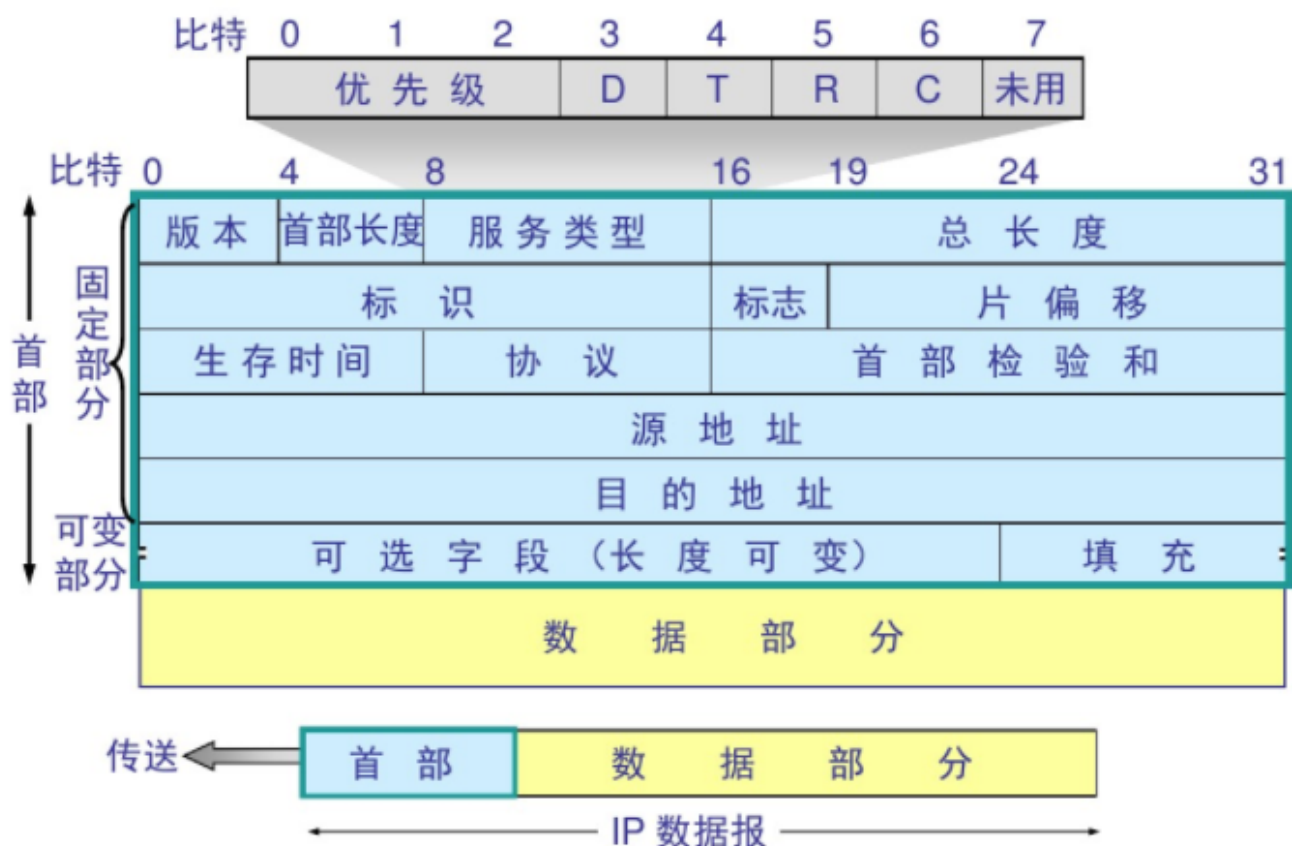 比特 0 1 2 3 4 5 6 7
优先级 D T R C 未用
比特 0 4 8 16 19 24 31
版本 首部长度 服务类型 总长度
标识 标志 片偏移
生存时间 协议 首部检验和
源地址
目的地址
可选字段（长度可变） 填充
数据部分
首部
固定部分
可变部分
传送 首部 数据部分
IP 数据报